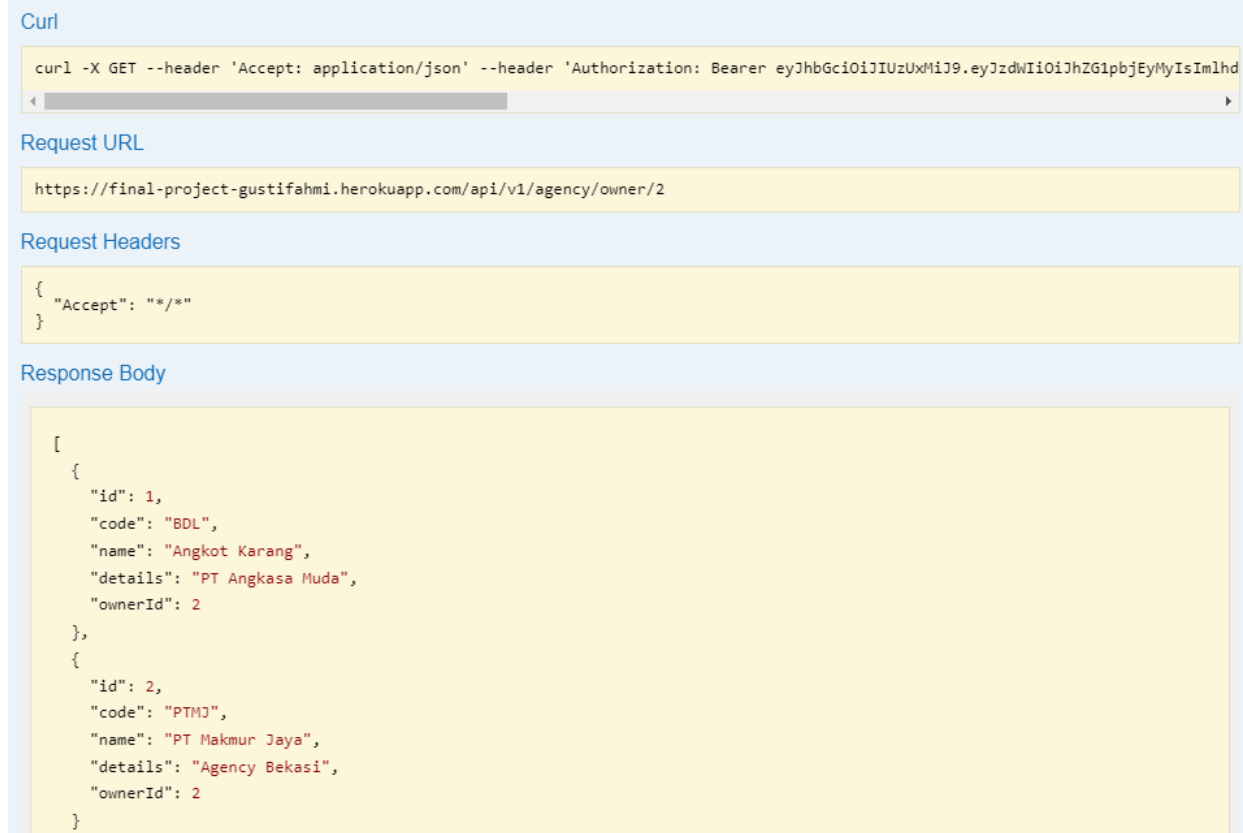 Curl
curl -X GET --header 'Accept: application/json' --header 'Authorization: Bearer eyJhbGciOiJIUzUxMiJ9.eyJzdWIiOiJhZG1pbjEyMyIsImlhd
Request URL
https://final-project-gustifahmi.herokuapp.com/api/v1/agency/owner/2
Request Headers
{
  "Accept": "*/*"
}
Response Body
[
  {
    "id": 1,
    "code": "BDL",
    "name": "Angkot Karang",
    "details": "PT Angkasa Muda",
    "ownerId": 2
  },
  {
    "id": 2,
    "code": "PTMJ",
    "name": "PT Makmur Jaya",
    "details": "Agency Bekasi",
    "ownerId": 2
  }